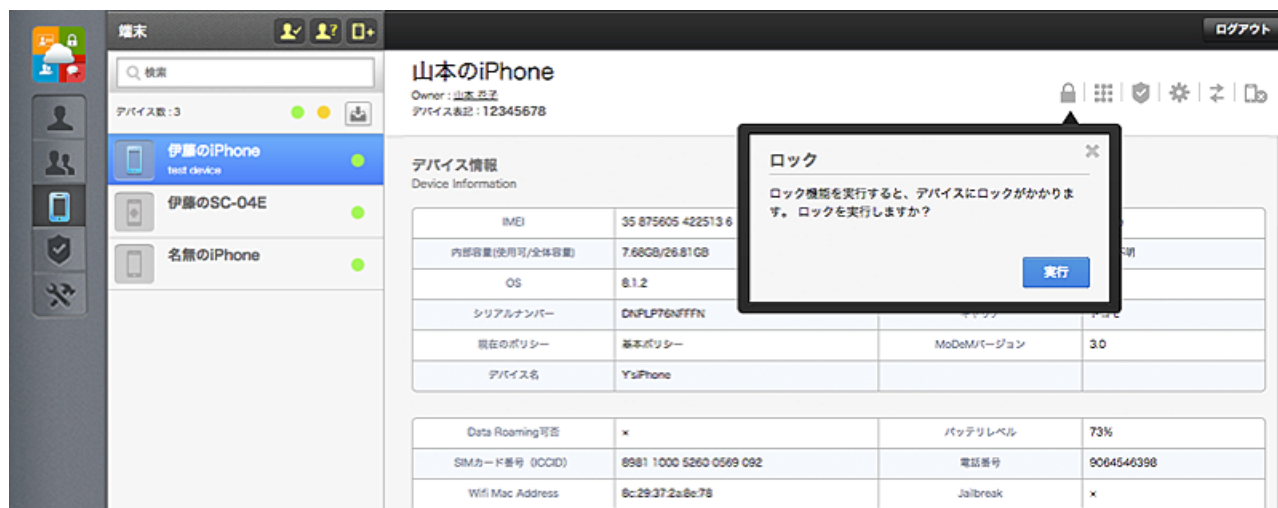 端末
検索
デバイス数 : 3
伊藤のiPhone
test device
伊藤のSC-04E
名無のiPhone
ログアウト
山本のiPhone
Owner : 山本 花子
デバイス表記 : 12345678
ロック
ロック機能を実行すると、デバイスにロックがかかりま
す。 ロックを実行しますか？
実行
デバイス情報
Device Information
IMEI 35 875605 422513 6
内部容量(使用可/全体容量) 7.68GB/26.81GB
OS 8.1.2
シリアルナンバー DNPLP76NFFFN
現在のポリシー 基本ポリシー MoDeMバージョン 3.0
デバイス名 Y'siPhone
Data Roaming可否 × バッテリレベル 73%
SIMカード番号 (ICCID) 8981 1000 5260 0569 092 電話番号 9064546398
Wifi Mac Address 8c:29:37:2a:8e:78 Jailbreak ×